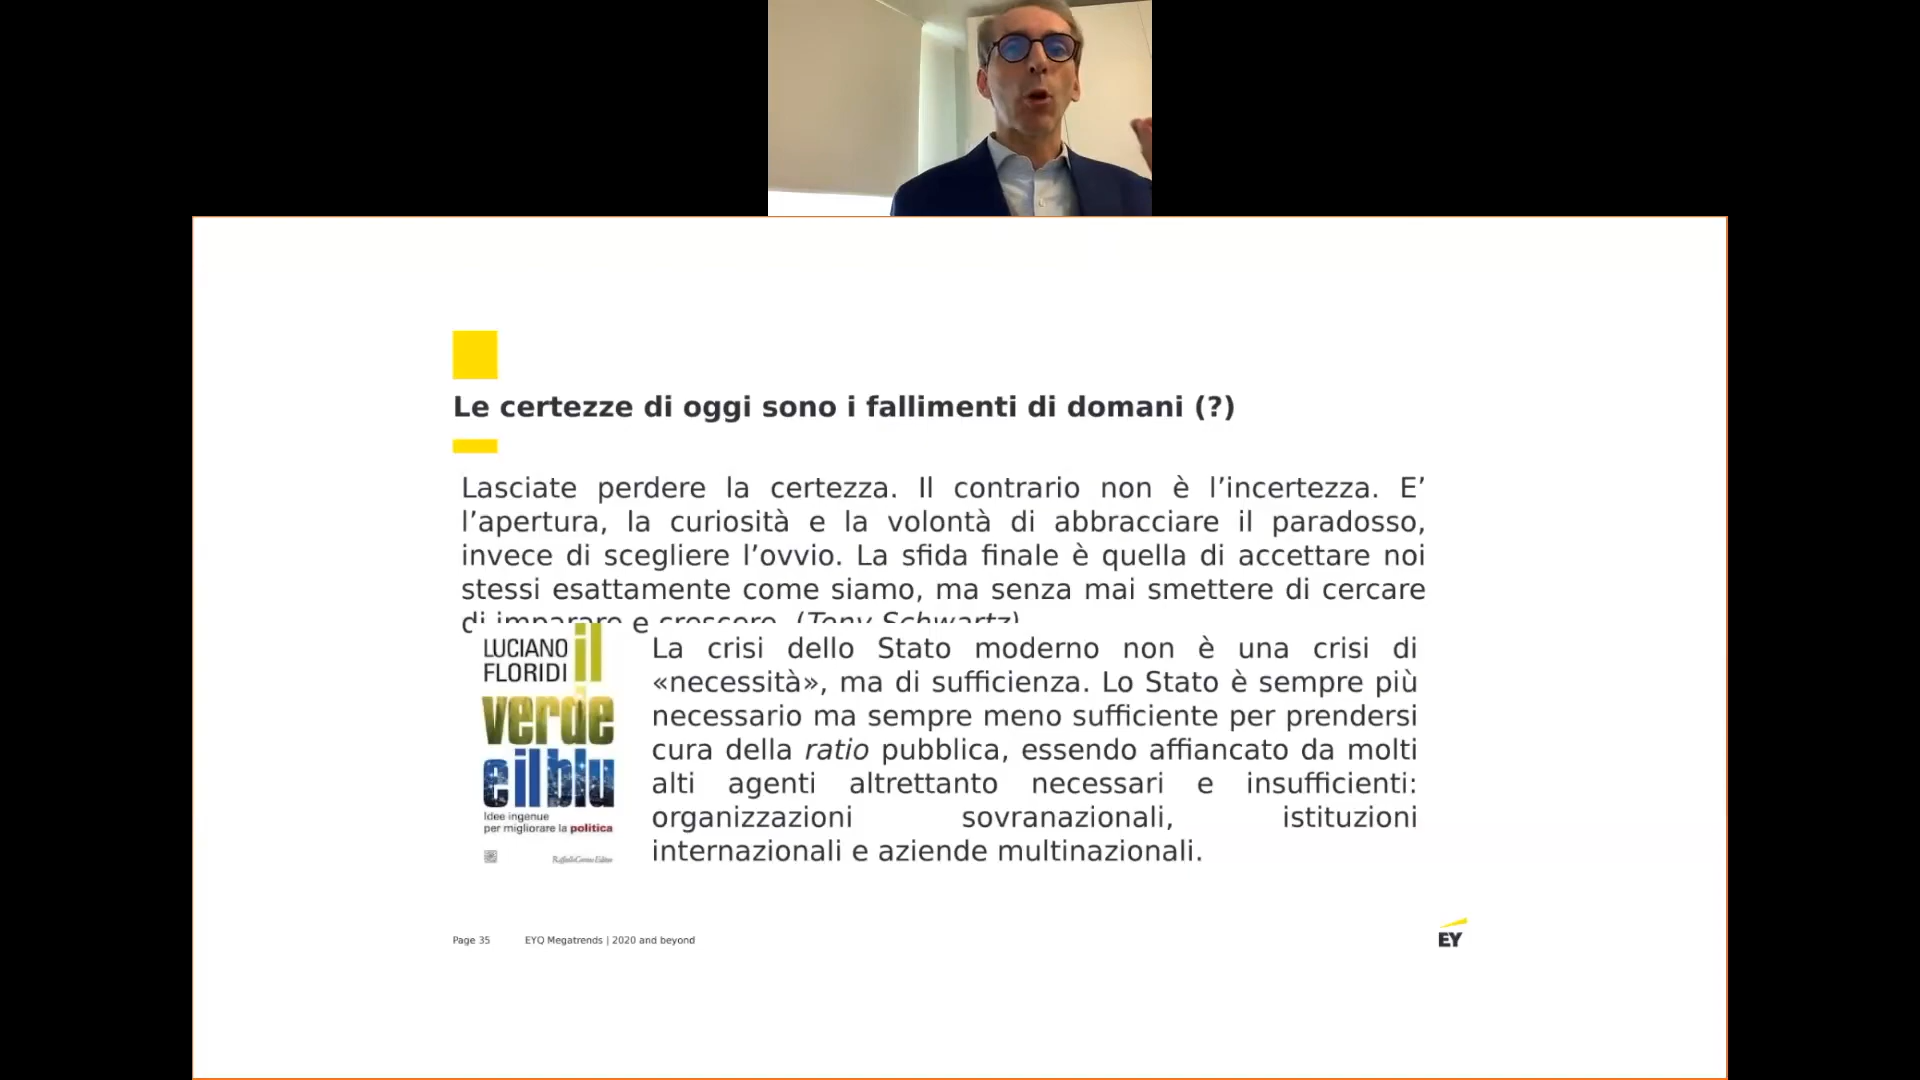 Le certezze di oggi sono i fallimenti di domani (?)
Lasciate perdere la certezza. Il contrario non è l’incertezza. E’
l’apertura, la curiosità e la volontà di abbracciare il paradosso,
invece di scegliere l’ovvio. La sfida finale è quella di accettare noi
stessi esattamente come siamo, ma senza mai smettere di cercare
di imparare e crescere. (Tony Schwartz)
LUCIANO il
FLORIDI
verde
e il blu
Idee ingenue
per migliorare la politica
Raffaello Cortina Editore
La crisi dello Stato moderno non è una crisi di
«necessità», ma di sufficienza. Lo Stato è sempre più
necessario ma sempre meno sufficiente per prendersi
cura della ratio pubblica, essendo affiancato da molti
alti agenti altrettanto necessari e insufficienti:
organizzazioni sovranazionali, istituzioni
internazionali e aziende multinazionali.
Page 35 EYQ Megatrends | 2020 and beyond
EY